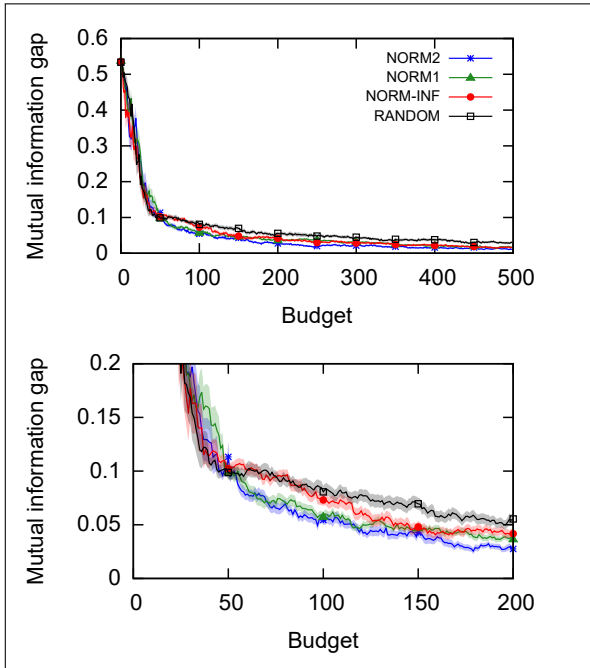 Mutual information gap
0.6
0.5
0.4
0.3
0.2
0.1
0
NORM2
NORM1
NORM-INF
RANDOM
0 100 200 300 400 500
Budget
Mutual information gap
0.2
0.15
0.1
0.05
0
0 50 100 150 200
Budget